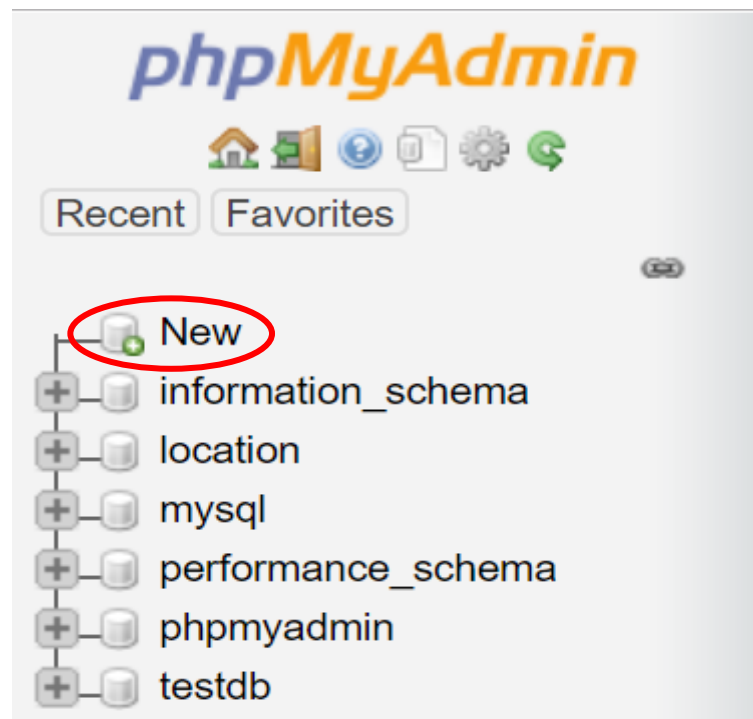 phpMyAdmin
Recent Favorites
New
information_schema
location
mysql
performance_schema
phpmyadmin
testdb